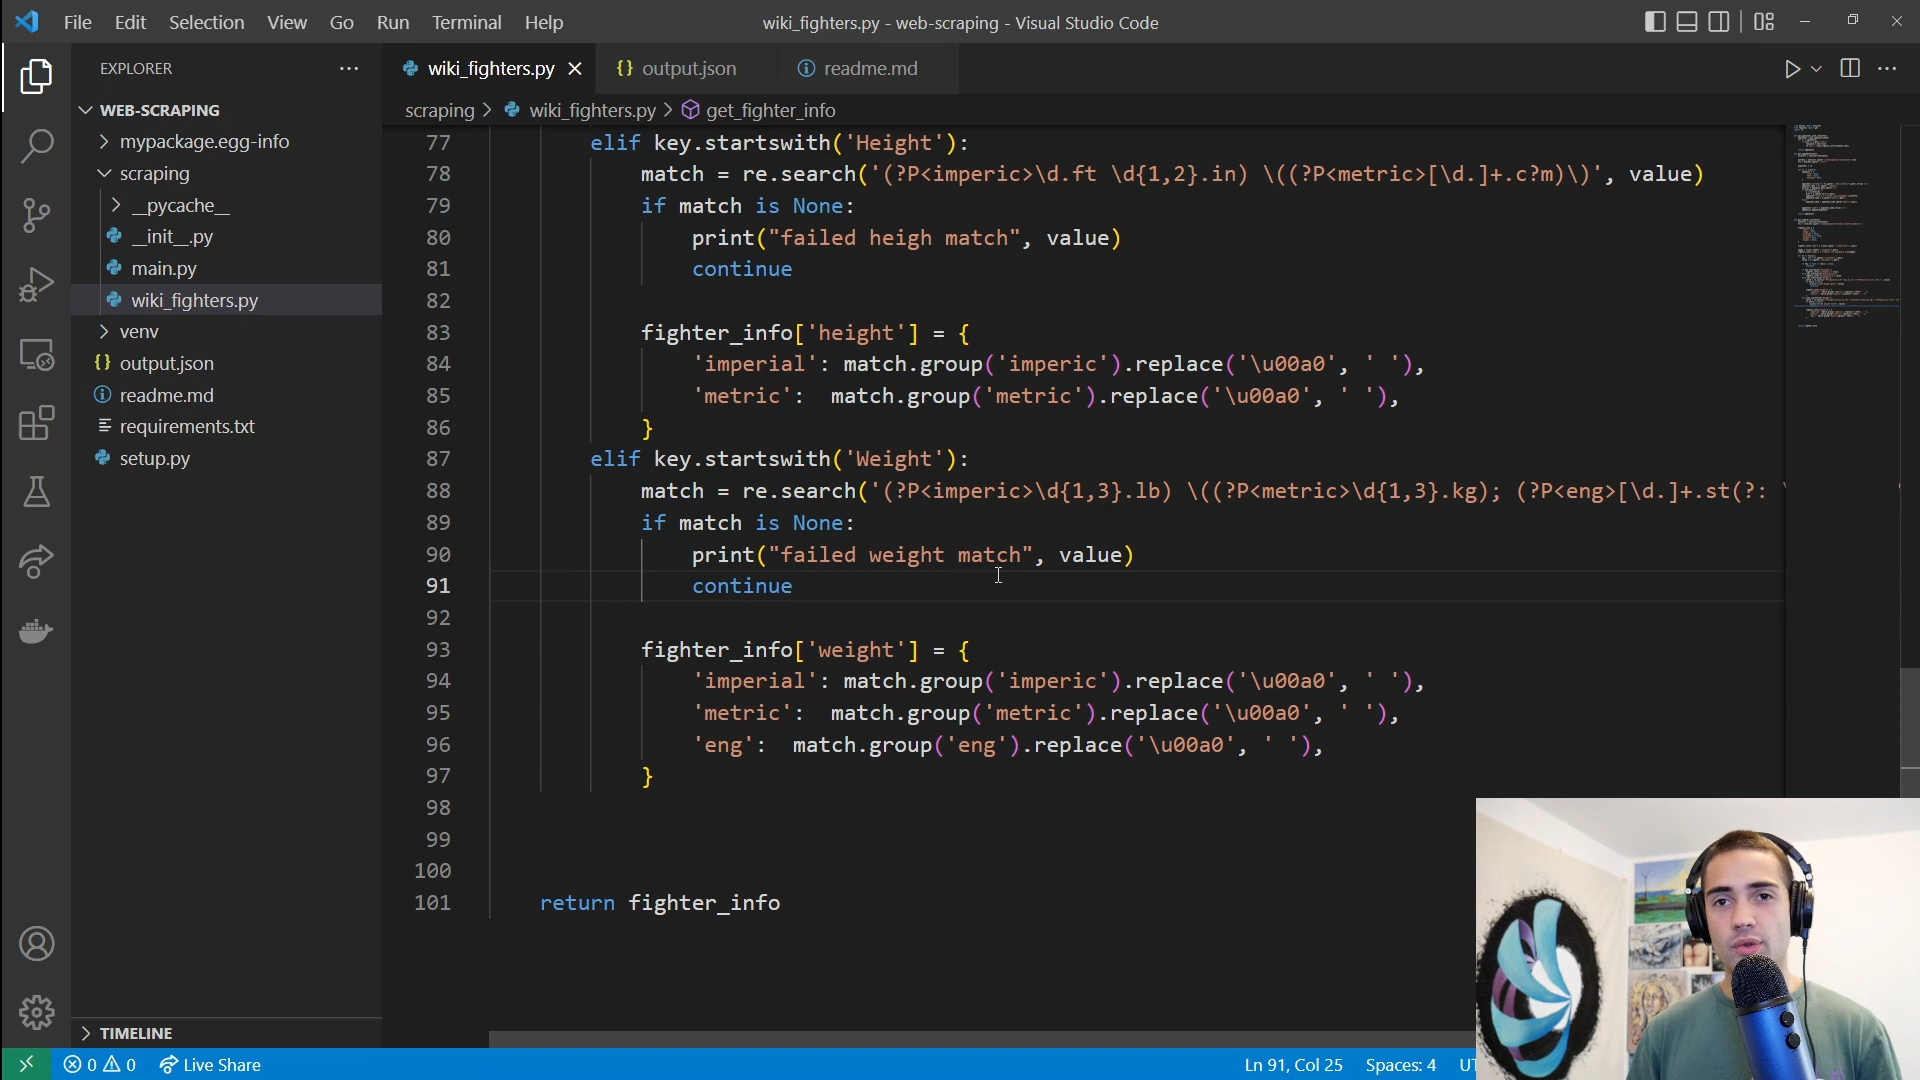 File Edit Selection View Go Run Terminal Help
wiki_fighters.py - web-scraping - Visual Studio Code
EXPLORER
WEB-SCRAPING
mypackage.egg-info
scraping
__pycache__
__init__.py
main.py
wiki_fighters.py
venv
output.json
readme.md
requirements.txt
setup.py
TIMELINE
wiki_fighters.py output.json readme.md
scraping > wiki_fighters.py > get_fighter_info
77 elif key.startswith('Height'):
78 match = re.search('(?P<imperic>\d.ft \d{1,2}.in) \((?P<metric>[\d.]+.c?m)\)', value)
79 if match is None:
80 print("failed heigh match", value)
81 continue
82
83 fighter_info['height'] = {
84 'imperial': match.group('imperic').replace('\u00a0', ' '),
85 'metric':  match.group('metric').replace('\u00a0', ' '),
86 }
87 elif key.startswith('Weight'):
88 match = re.search('(?P<imperic>\d{1,3}.lb) \((?P<metric>\d{1,3}.kg); (?P<eng>[\d.]+.st(?:
89 if match is None:
90 print("failed weight match", value)
91 continue
92
93 fighter_info['weight'] = {
94 'imperial': match.group('imperic').replace('\u00a0', ' '),
95 'metric':  match.group('metric').replace('\u00a0', ' '),
96 'eng':  match.group('eng').replace('\u00a0', ' '),
97 }
98
99
100
101 return fighter_info
0 0 Live Share
Ln 91, Col 25 Spaces: 4